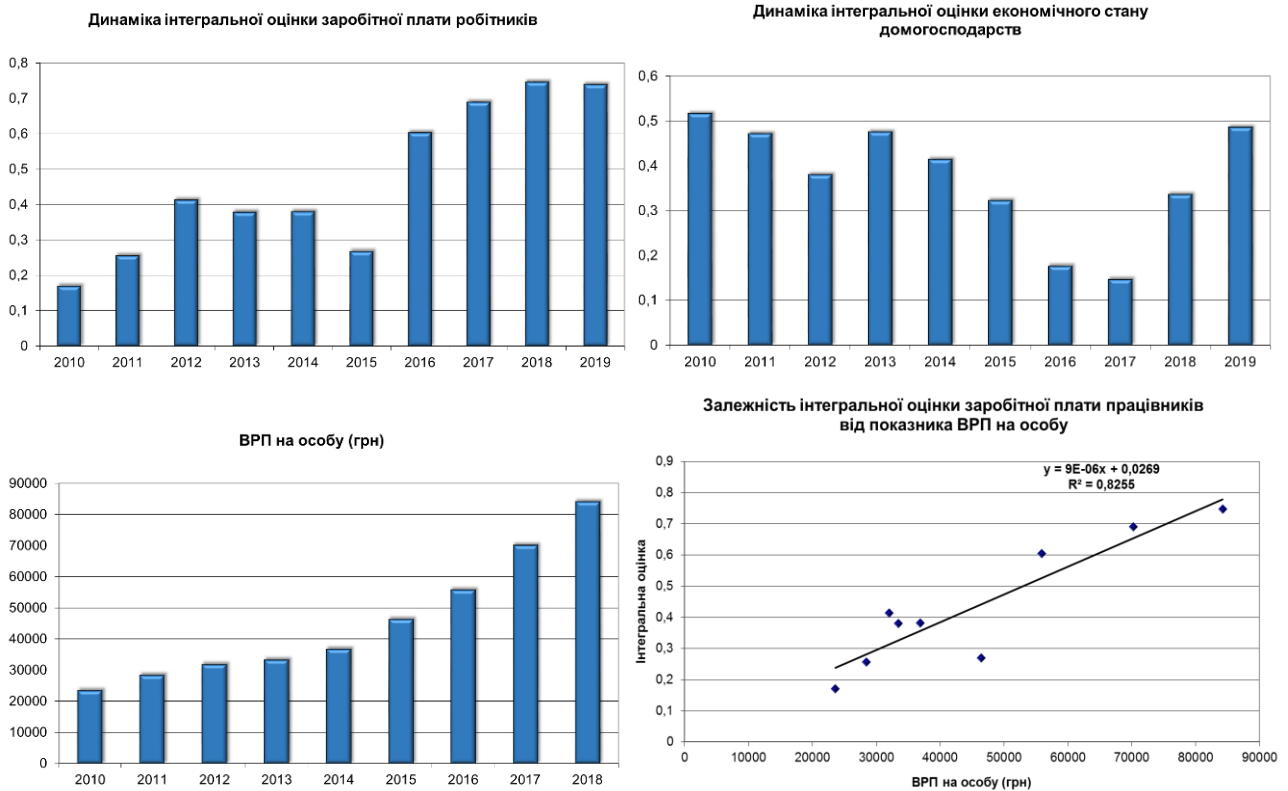 Динаміка інтегральної оцінки заробітної плати робітників
0,8
0,7
0,6
0,5
0,4
0,3
0,2
0,1
0
2010 2011 2012 2013 2014 2015 2016 2017 2018 2019
Динаміка інтегральної оцінки економічного стану
домогосподарств
0,6
0,5
0,4
0,3
0,2
0,1
0
2010 2011 2012 2013 2014 2015 2016 2017 2018 2019
ВРП на особу (грн)
90000
80000
70000
60000
50000
40000
30000
20000
10000
0
2010 2011 2012 2013 2014 2015 2016 2017 2018
Залежність інтегральної оцінки заробітної плати працівників
від показника ВРП на особу
y = 9E-06x + 0,0269
R² = 0,8255
Інтегральна оцінка
0,9
0,8
0,7
0,6
0,5
0,4
0,3
0,2
0,1
0
0 10000 20000 30000 40000 50000 60000 70000 80000 90000
ВРП на особу (грн)